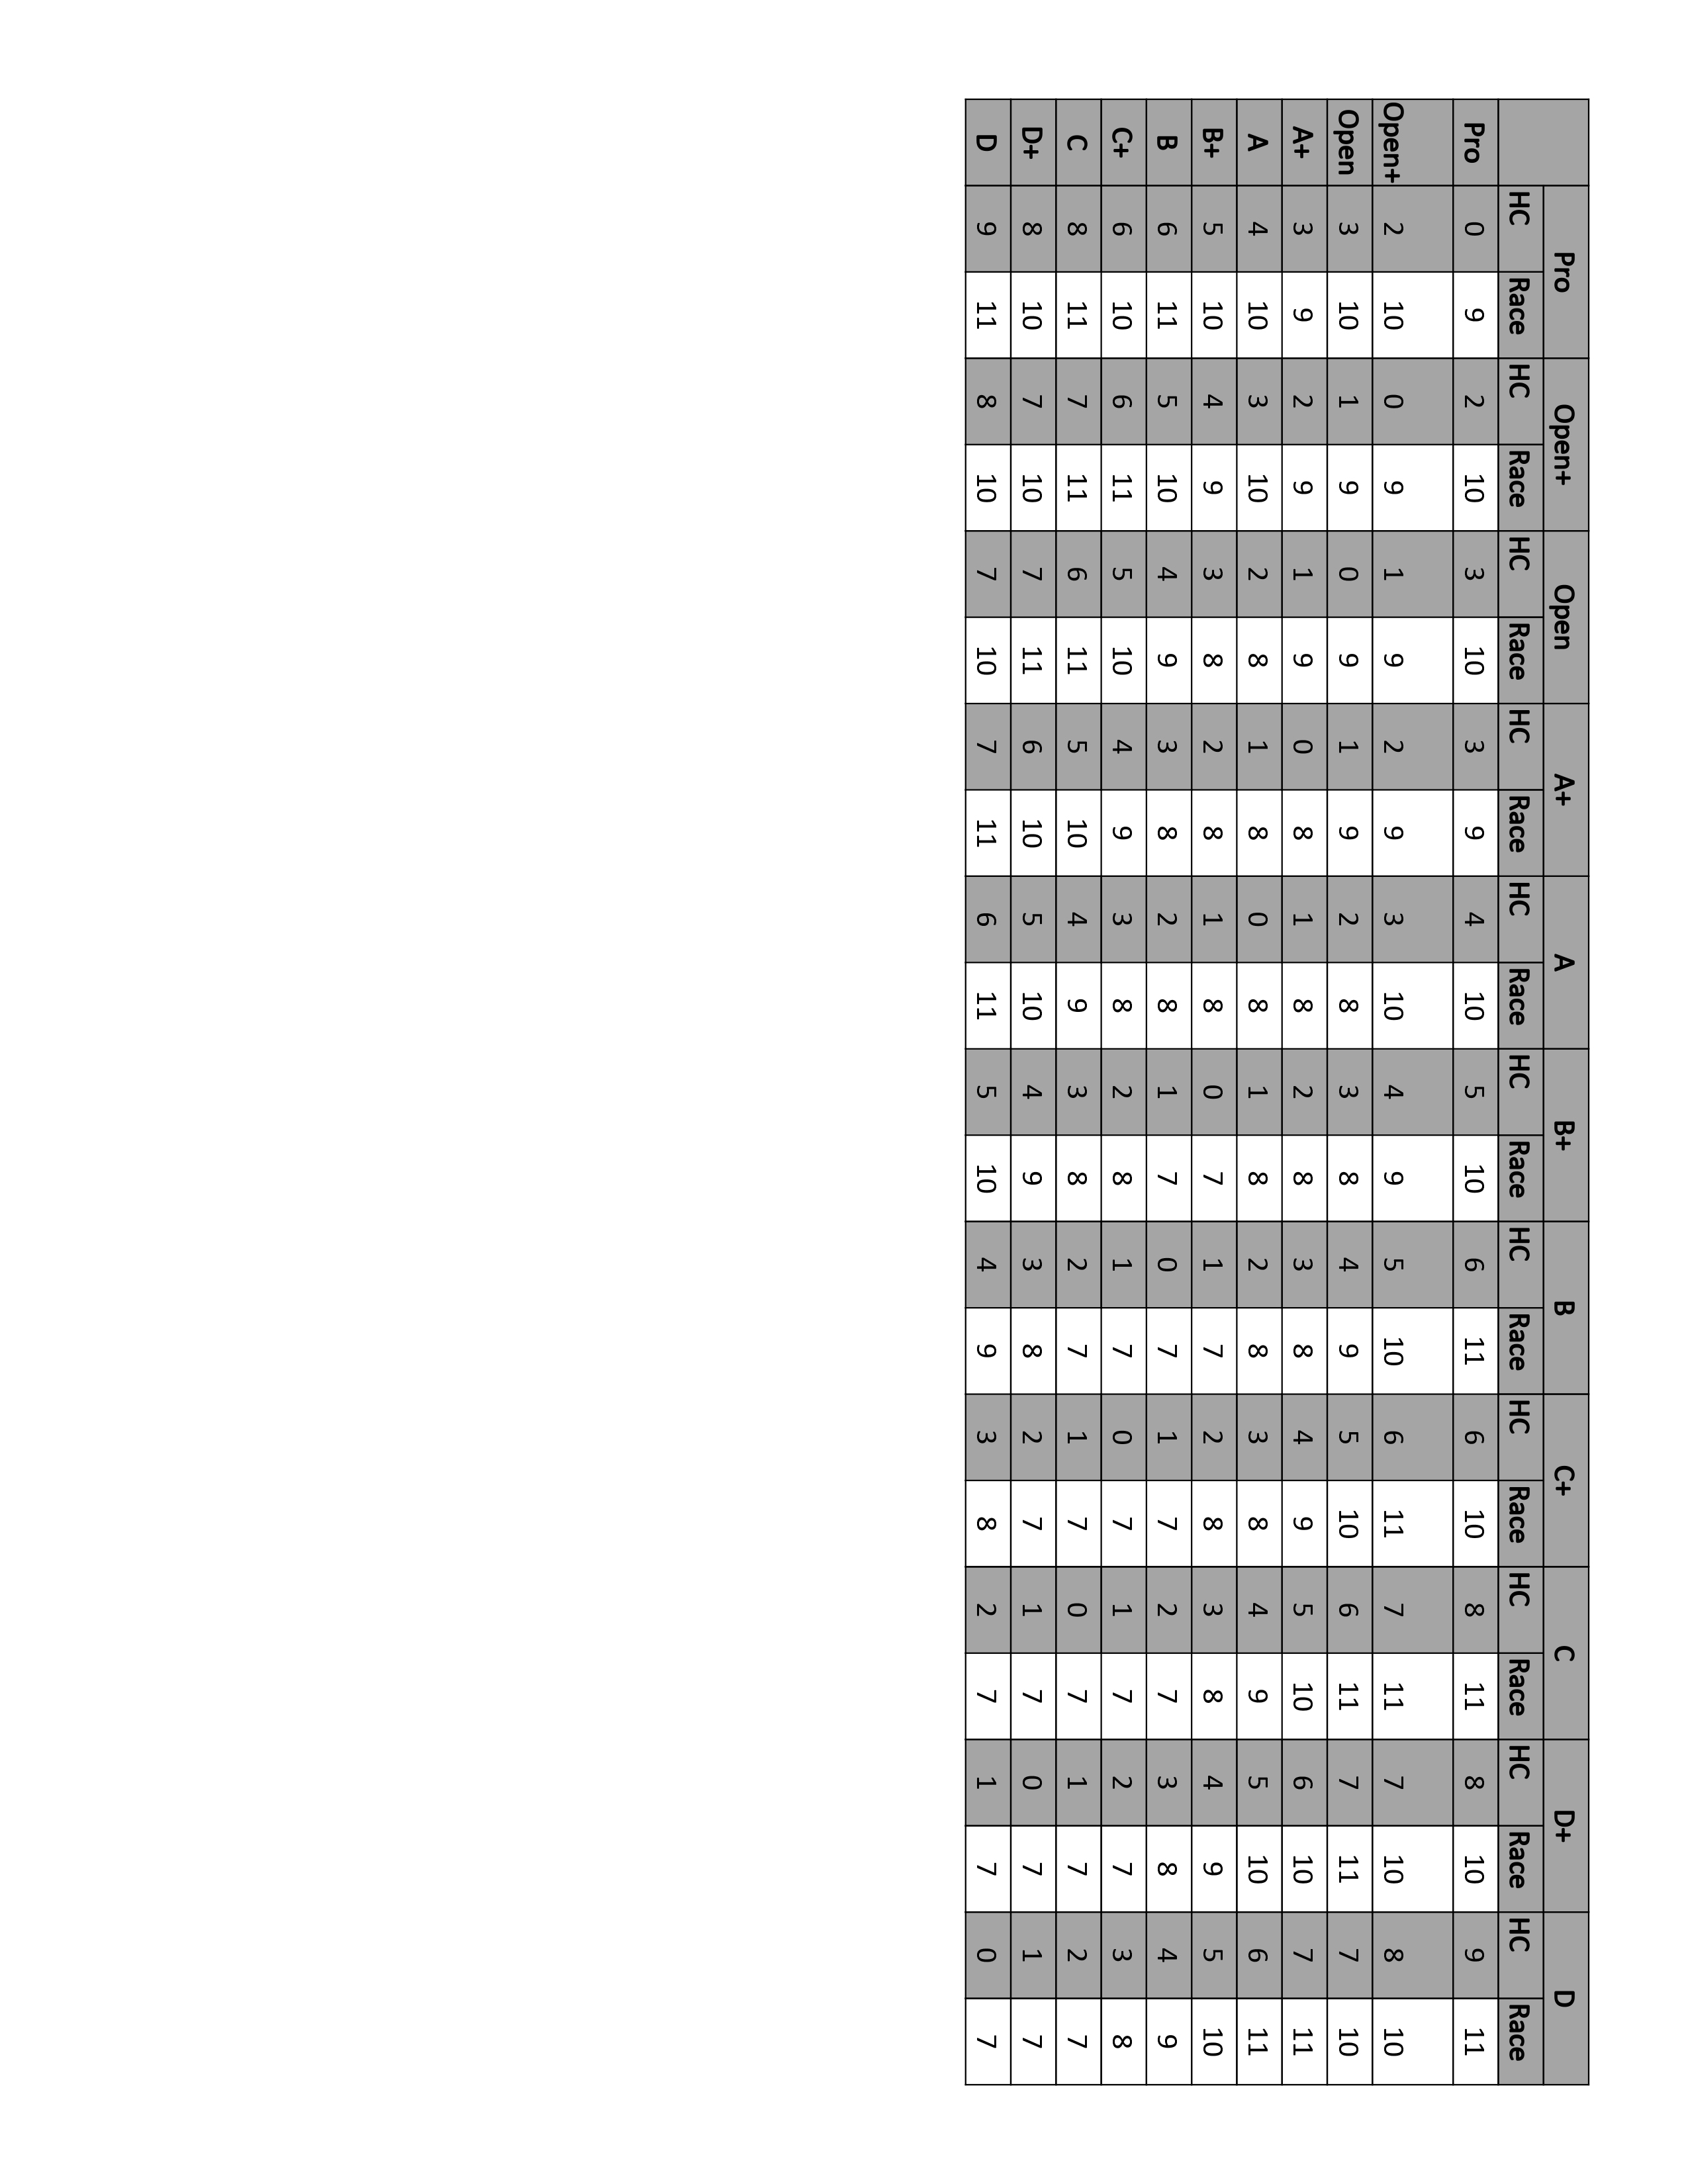 Pro Open+ Open A+ A B+ B C+ C D+ D
HC Race HC Race HC Race HC Race HC Race HC Race HC Race HC Race HC Race HC Race HC Race
Pro 0 9 2 10 3 10 3 9 4 10 5 10 6 11 6 10 8 11 8 10 9 11
Open+ 2 10 0 9 1 9 2 9 3 10 4 9 5 10 6 11 7 11 7 10 8 10
Open 3 10 1 9 0 9 1 9 2 8 3 8 4 9 5 10 6 11 7 11 7 10
A+ 3 9 2 9 1 9 0 8 1 8 2 8 3 8 4 9 5 10 6 10 7 11
A 4 10 3 10 2 8 1 8 0 8 1 8 2 8 3 8 4 9 5 10 6 11
B+ 5 10 4 9 3 8 2 8 1 8 0 7 1 7 2 8 3 8 4 9 5 10
B 6 11 5 10 4 9 3 8 2 8 1 7 0 7 1 7 2 7 3 8 4 9
C+ 6 10 6 11 5 10 4 9 3 8 2 8 1 7 0 7 1 7 2 7 3 8
C 8 11 7 11 6 11 5 10 4 9 3 8 2 7 1 7 0 7 1 7 2 7
D+ 8 10 7 10 7 11 6 10 5 10 4 9 3 8 2 7 1 7 0 7 1 7
D 9 11 8 10 7 10 7 11 6 11 5 10 4 9 3 8 2 7 1 7 0 7